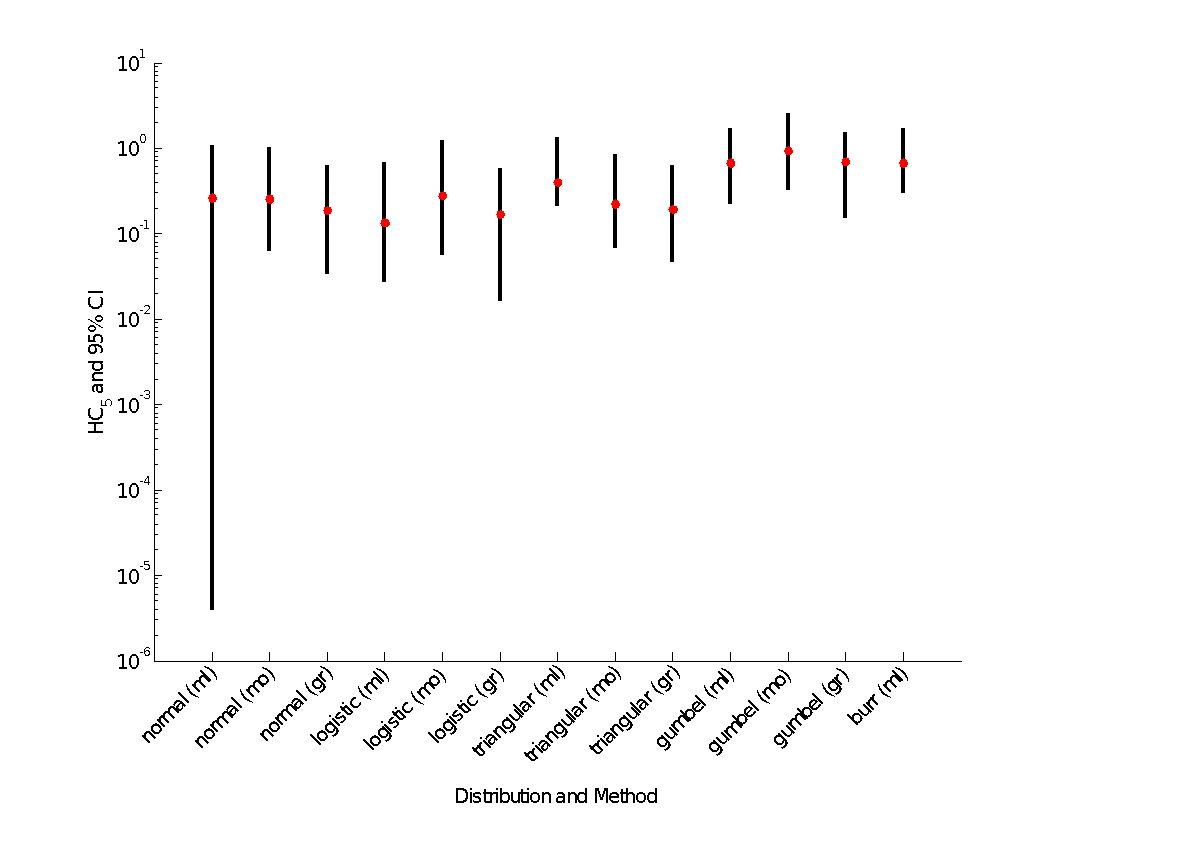 10^1
10^0
10^-1
10^-2
10^-3
10^-4
10^-5
10^-6
HC_5 and 95% CI
normal (ml)
normal (mo)
normal (gr)
logistic (ml)
logistic (mo)
logistic (gr)
triangular (ml)
triangular (mo)
triangular (gr)
gumbel (ml)
gumbel (mo)
gumbel (gr)
burr (ml)
Distribution and Method